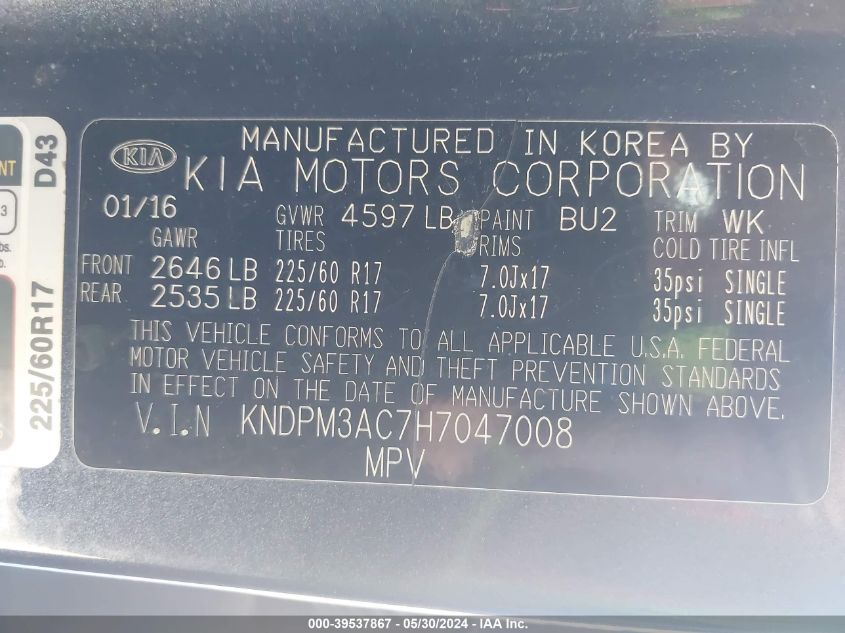 MANUFACTURED IN KOREA BY
KIA KIA MOTORS CORPORATION
01/16 GVWR 4597 LB PAINT BU2 TRIM WK
GAWR TIRES RIMS COLD TIRE INFL
FRONT 2646 LB 225/60 R17 7.0Jx17 35psi SINGLE
REAR 2535 LB 225/60 R17 7.0Jx17 35psi SINGLE
THIS VEHICLE CONFORMS TO ALL APPLICABLE U.S.A. FEDERAL
MOTOR VEHICLE SAFETY AND THEFT PREVENTION STANDARDS
IN EFFECT ON THE DATE OF MANUFACTURE SHOWN ABOVE.
V.I.N KNDPM3AC7H7047008
MPV
D43
225/60R17
000-39537867 - 05/30/2024 - IAA Inc.